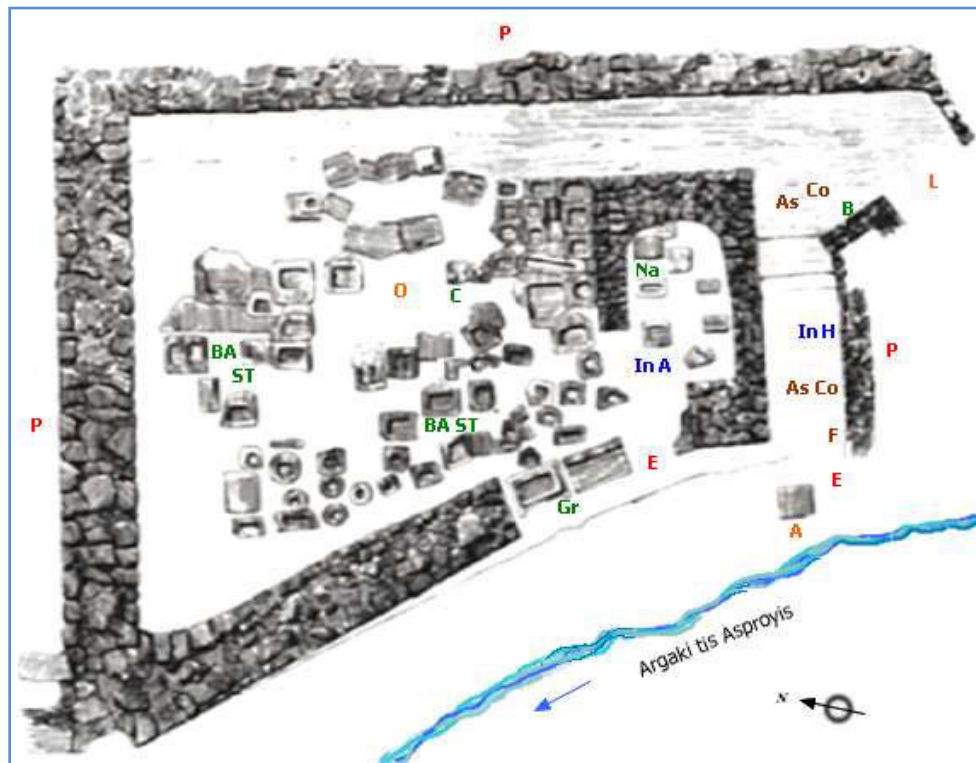 P
L
As Co
B
Na
O
C
In H
BA
ST
In A
P
As Co
P
BA ST
F
E
E
Gr
A
Argaki tis Asproyis
N